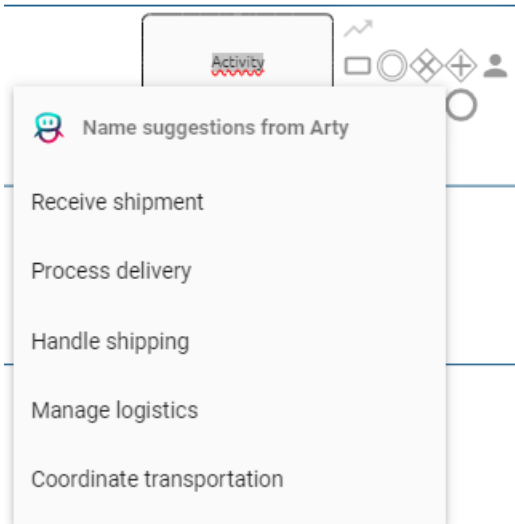 Activity
Name suggestions from Arty
Receive shipment
Process delivery
Handle shipping
Manage logistics
Coordinate transportation